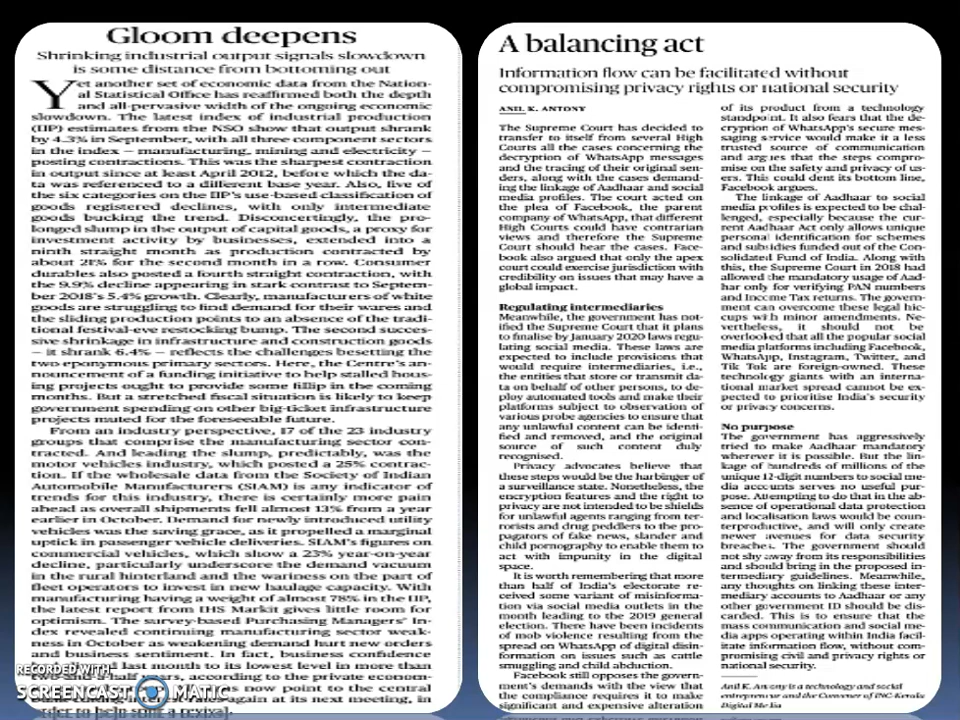 Gloom deepens
Shrinking industrial output signals slowdown
is some distance from bottoming out
Yet another set of economic data from the Nation-
al Statistical Office has reaffirmed both the depth
and all-pervasive width of the ongoing economic
slowdown. The latest index of industrial production
(IIP) estimates from the NSO show that output shrank
by 4.3% in September, with all three component sectors
in the index — manufacturing, mining and electricity —
posting contractions. This was the sharpest contraction
in output since at least April 2012, before which the da-
ta was referenced to a different base year. Also, five of
the six categories on the IIP's use-based classification of
goods registered declines, with only intermediate
goods bucking the trend. Disconcertingly, the pro-
longed slump in the output of capital goods, a proxy for
investment activity by businesses, extended into a
ninth straight month as production contracted by
about 21% for the second month in a row. Consumer
durables also posted a fourth straight contraction, with
the 9.9% decline appearing in stark contrast to Septem-
ber 2018's 5.4% growth. Clearly, manufacturers of white
goods are struggling to find demand for their wares and
the sliding production points to an absence of the tradi-
tional festival-eve restocking bump. The second succes-
sive shrinkage in infrastructure and construction goods
— it shrank 6.4% — reflects the challenges besetting the
two eponymous primary sectors. Here, the Centre's an-
nouncement of a funding initiative to help stalled hous-
ing projects ought to provide some fillip in the coming
months. But a stretched fiscal situation is likely to keep
government spending on other big-ticket infrastructure
projects muted for the foreseeable future.
From an industry perspective, 17 of the 23 industry
groups that comprise the manufacturing sector con-
tracted. And leading the slump, predictably, was the
motor vehicles industry, which posted a 25% contrac-
tion. If the wholesale data from the Society of Indian
Automobile Manufacturers (SIAM) is any indicator of
trends for this industry, there is certainly more pain
ahead as overall shipments fell almost 13% from a year
earlier in October. Demand for newly introduced utility
vehicles was the saving grace, as it propelled a marginal
uptick in passenger vehicle deliveries. SIAM's figures on
commercial vehicles, which show a 23% year-on-year
decline, particularly underscore the demand vacuum
in the rural hinterland and the wariness on the part of
fleet operators to invest in new haulage capacity. With
manufacturing having a weight of almost 78% in the IIP,
the latest report from IHS Markit gives little room for
optimism. The survey-based Purchasing Managers' In-
dex revealed continuing manufacturing sector weak-
ness in October as weakening demand hurt new orders
and business sentiment. In fact, business confidence
last month to its lowest level in more than
two-and-a-half years, according to the private econom-
now point to the central
again at its next meeting, in
order to help spur a revival.
RECORDED WITH
SCREENCAST MATIC
A balancing act
Information flow can be facilitated without
compromising privacy rights or national security
ANIL K. ANTONY
The Supreme Court has decided to
transfer to itself from several High
Courts all the cases concerning the
decryption of WhatsApp messages
and the tracing of their original sen-
ders, along with the cases demand-
ing the linkage of Aadhaar and social
media profiles. The court acted on
the plea of Facebook, the parent
company of WhatsApp, that different
High Courts could have contrarian
views and therefore the Supreme
Court should hear the cases. Face-
book also argued that only the apex
court could exercise jurisdiction with
credibility on issues that may have a
global impact.
Regulating intermediaries
Meanwhile, the government has not-
ified the Supreme Court that it plans
to finalise by January 2020 laws regu-
lating social media. These laws are
expected to include provisions that
would require intermediaries, i.e.,
the entities that store or transmit da-
ta on behalf of other persons, to de-
ploy automated tools and make their
platforms subject to observation of
various probe agencies to ensure that
any unlawful content can be identi-
fied and removed, and the original
source of such content duly
recognised.
Privacy advocates believe that
these steps would be the harbinger of
a surveillance state. Nonetheless, the
encryption features and the right to
privacy are not intended to be shields
for unlawful agents ranging from ter-
rorists and drug peddlers to the pro-
pagators of fake news, slander and
child pornography to enable them to
act with impunity in the digital
space.
It is worth remembering that more
than half of India's electorate re-
ceived some variant of misinforma-
tion via social media outlets in the
month leading to the 2019 general
election. There have been incidents
of mob violence resulting from the
spread on WhatsApp of digital disin-
formation on issues such as cattle
smuggling and child abduction.
Facebook still opposes the govern-
ment's demands with the view that
the compliance requires it to make
significant and expensive alteration
of its product from a technology
standpoint. It also fears that the de-
cryption of WhatsApp's secure mes-
saging service would make it a less
trusted source of communication
and argues that the steps compro-
mise on the safety and privacy of us-
ers. This could dent its bottom line,
Facebook argues.
The linkage of Aadhaar to social
media profiles is expected to be chal-
lenged, especially because the cur-
rent Aadhaar Act only allows unique
personal identification for schemes
and subsidies funded out of the Con-
solidated Fund of India. Along with
this, the Supreme Court in 2018 had
allowed the mandatory usage of Aad-
har only for verifying PAN numbers
and Income Tax returns. The govern-
ment can overcome these legal hic-
cups with minor amendments. Ne-
vertheless, it should not be
overlooked that all the popular social
media platforms including Facebook,
WhatsApp, Instagram, Twitter, and
Tik Tok are foreign-owned. These
technology giants with an interna-
tional market spread cannot be ex-
pected to prioritise India's security
or privacy concerns.
No purpose
The government has aggressively
tried to make Aadhaar mandatory
wherever it is possible. But the lin-
kage of hundreds of millions of the
unique 12-digit numbers to social me-
dia accounts serves no useful pur-
pose. Attempting to do that in the ab-
sence of operational data protection
and localisation laws would be coun-
terproductive, and will only create
newer avenues for data security
breaches. The government should
not shy away from its responsibilities
and should bring in the proposed in-
termediary guidelines. Meanwhile,
any thoughts on linking these inter-
mediary accounts to Aadhaar or any
other government ID should be dis-
carded. This is to ensure that the
mass communication and social me-
dia apps operating within India facil-
itate information flow, without com-
promising civil and privacy rights or
national security.
Anil K. Antony is a technology and social
entrepreneur and the Convener of INC-Kerala
Digital Media